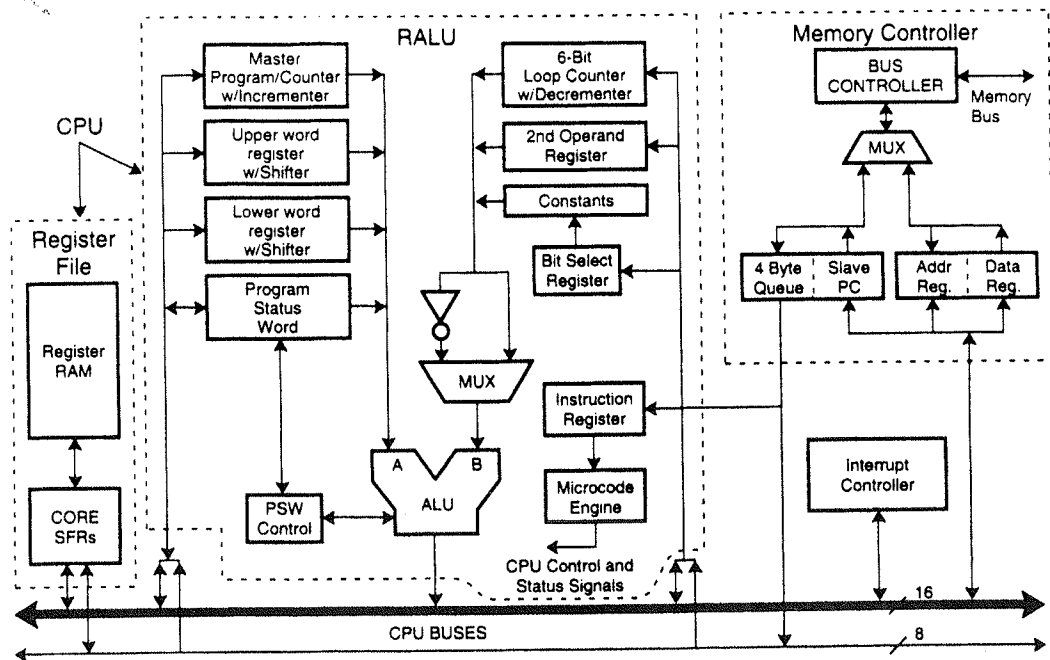 RALU
Memory Controller
Master
Program/Counter
w/Incrementer
6-Bit
Loop Counter
w/Decrementer
BUS
CONTROLLER
Memory
Bus
CPU
Upper word
register
w/Shifter
2nd Operand
Register
MUX
Constants
Lower word
register
w/Shifter
Register
File
Bit Select
Register
4 Byte
Queue
Slave
PC
Addr
Reg.
Data
Reg.
Program
Status
Word
Register
RAM
MUX
Instruction
Register
A
B
ALU
Interrupt
Controller
Microcode
Engine
PSW
Control
CORE
SFRs
CPU Control and
Status Signals
16
CPU BUSES
8